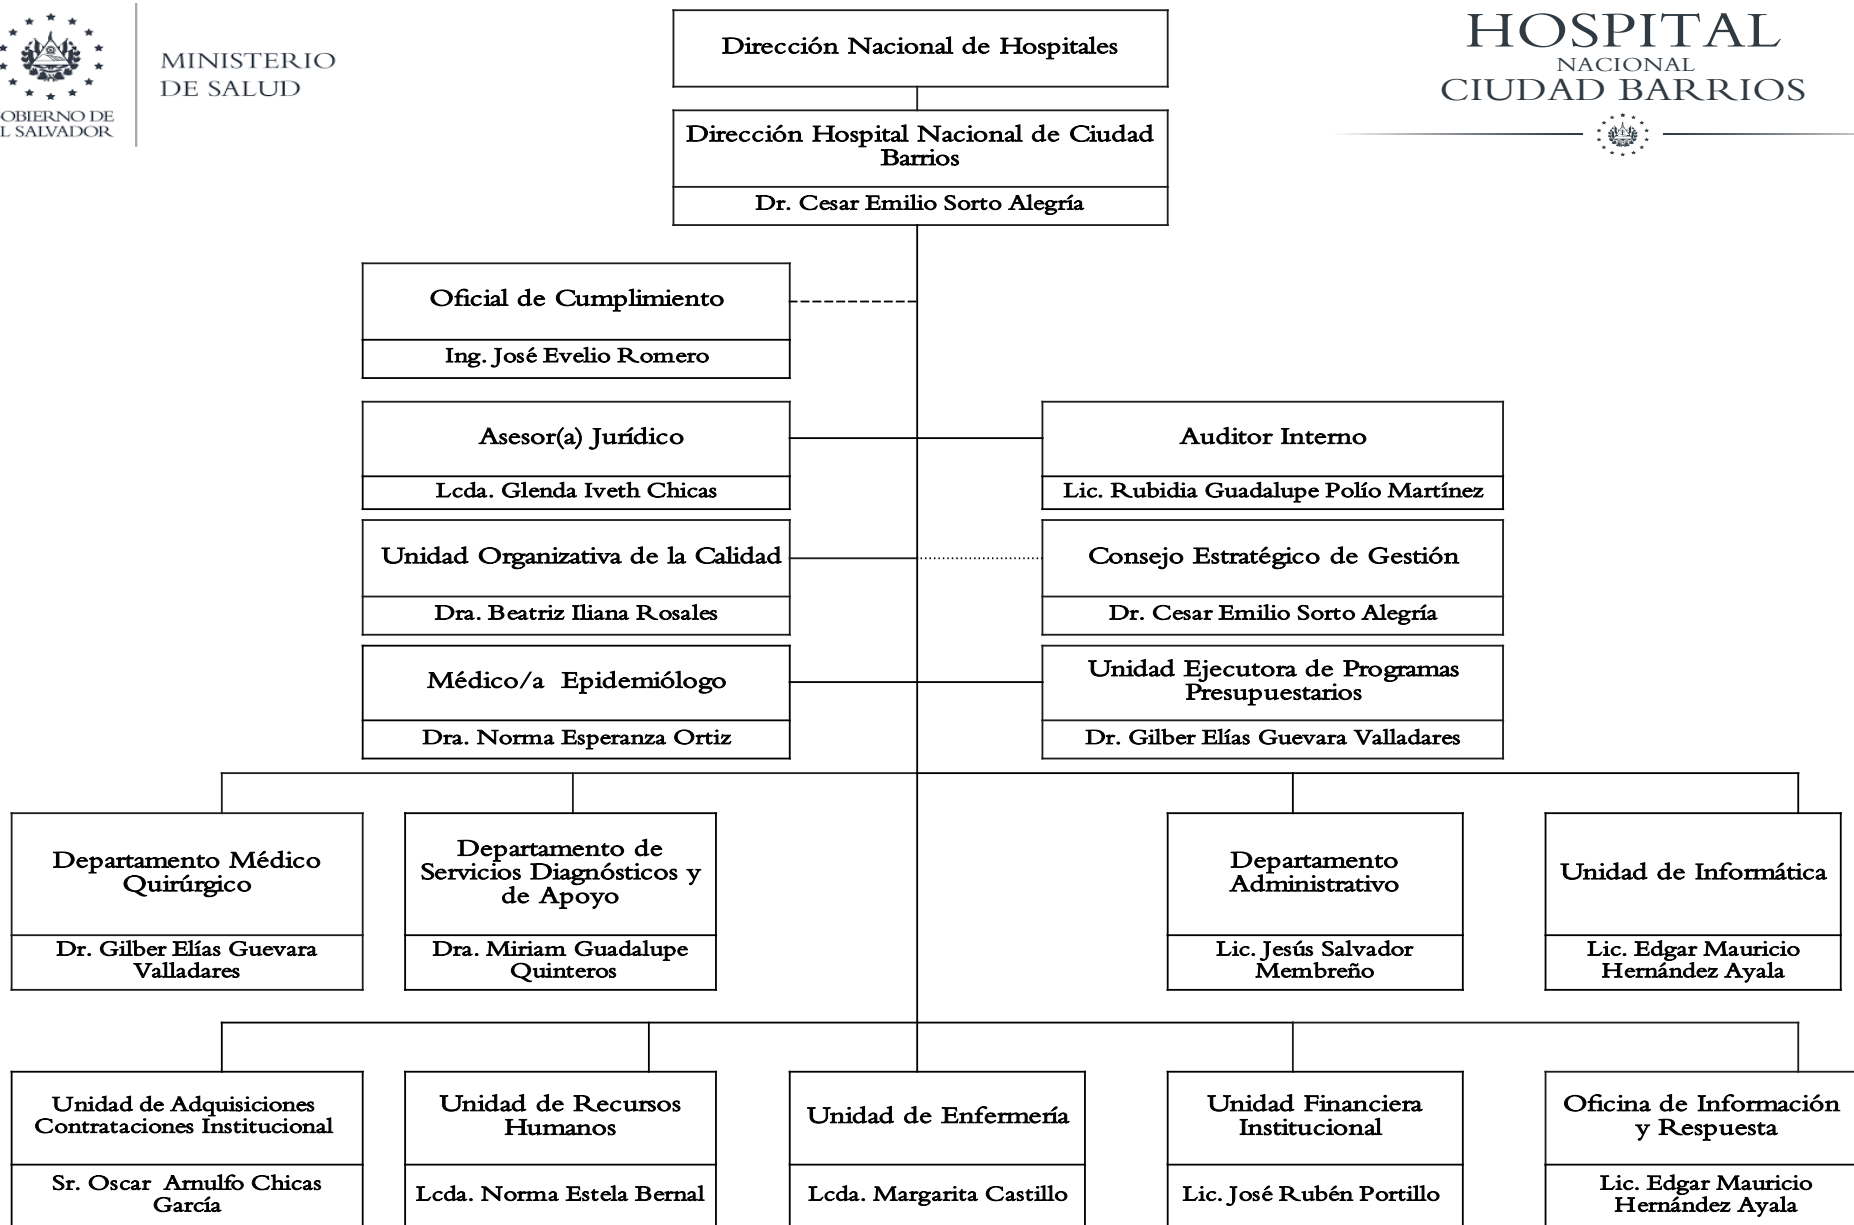 MINISTERIO
DE SALUD
OBIERNO DE
L SALVADOR
HOSPITAL
NACIONAL
CIUDAD BARRIOS
Dirección Nacional de Hospitales
Dirección Hospital Nacional de Ciudad
Barrios
Dr. Cesar Emilio Sorto Alegría
Oficial de Cumplimiento
Ing. José Evelio Romero
Asesor(a) Jurídico
Lcda. Glenda Iveth Chicas
Auditor Interno
Lic. Rubidia Guadalupe Polío Martínez
Unidad Organizativa de la Calidad
Dra. Beatriz Iliana Rosales
Consejo Estratégico de Gestión
Dr. Cesar Emilio Sorto Alegría
Médico/a Epidemiólogo
Dra. Norma Esperanza Ortiz
Unidad Ejecutora de Programas
Presupuestarios
Dr. Gilber Elías Guevara Valladares
Departamento Médico
Quirúrgico
Dr. Gilber Elías Guevara
Valladares
Departamento de
Servicios Diagnósticos y
de Apoyo
Dra. Miriam Guadalupe
Quinteros
Departamento
Administrativo
Lic. Jesús Salvador
Membreño
Unidad de Informática
Lic. Edgar Mauricio
Hernández Ayala
Unidad de Adquisiciones
Contrataciones Institucional
Sr. Oscar Arnulfo Chicas
García
Unidad de Recursos
Humanos
Lcda. Norma Estela Bernal
Unidad de Enfermería
Lcda. Margarita Castillo
Unidad Financiera
Institucional
Lic. José Rubén Portillo
Oficina de Información
y Respuesta
Lic. Edgar Mauricio
Hernández Ayala